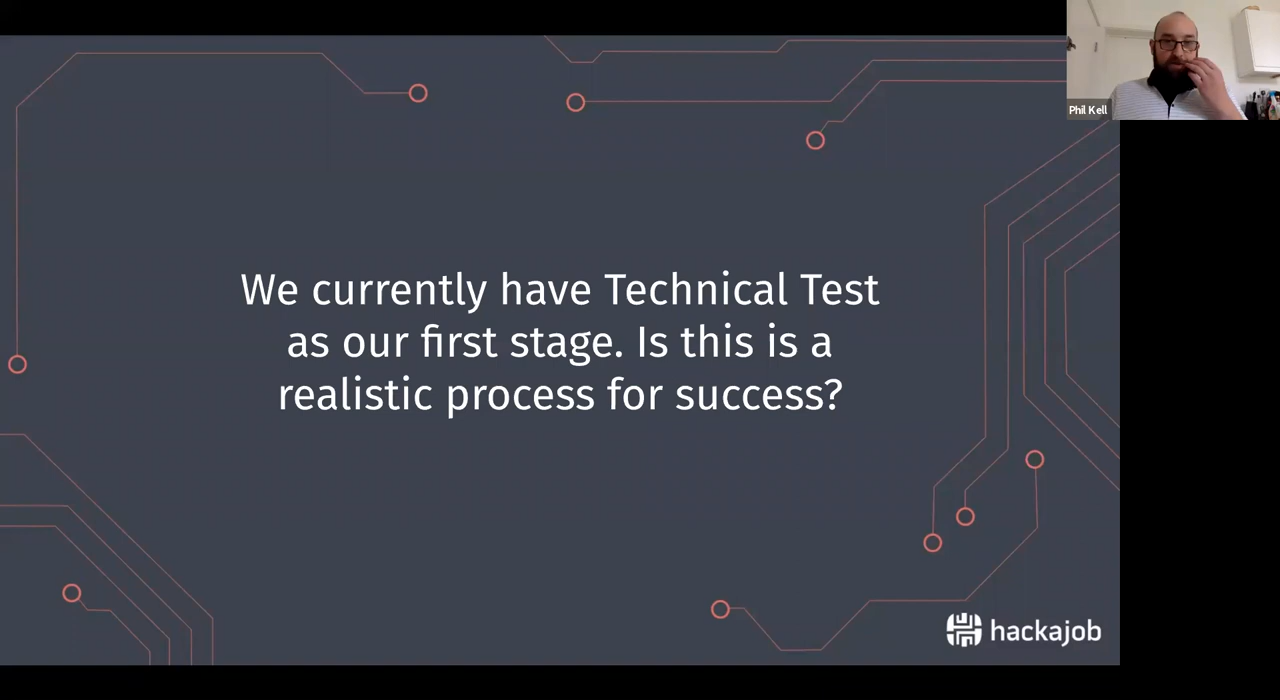 Phil Kell
We currently have Technical Test
as our first stage. Is this is a
realistic process for success?
hackajob